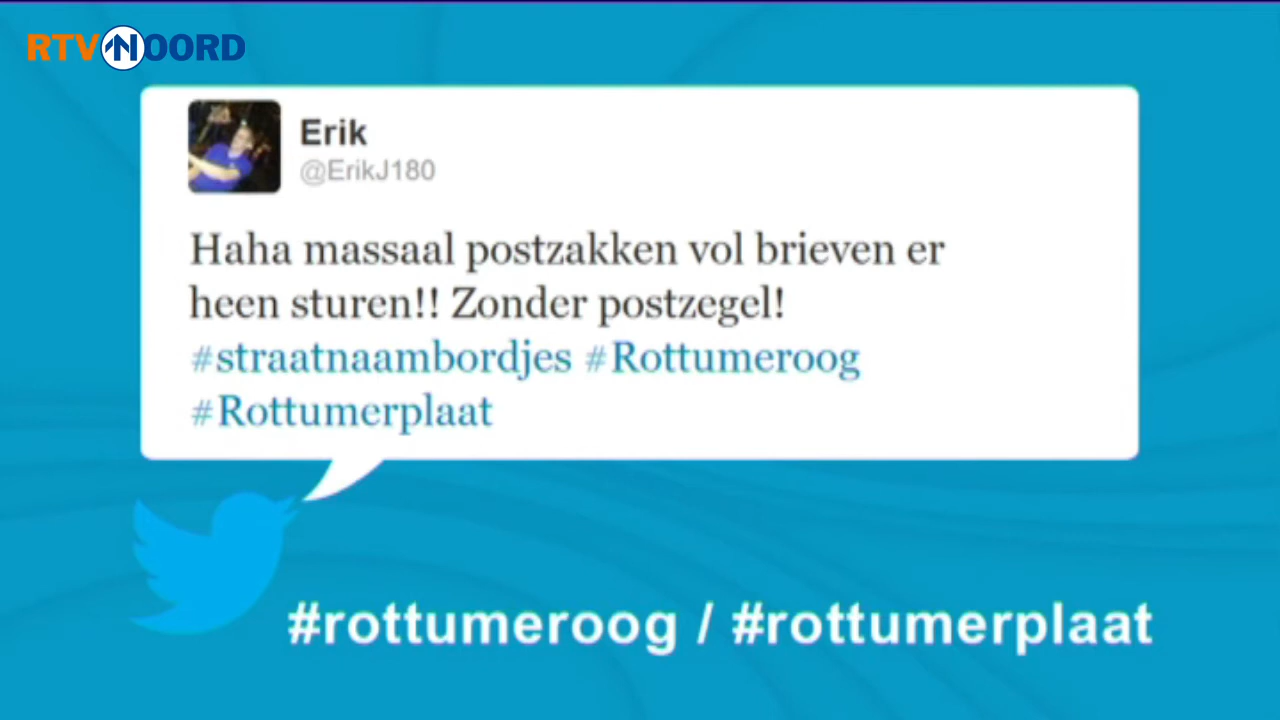 RTV NOORD
Erik
@ErikJ180
Haha massaal postzakken vol brieven er
heen sturen!! Zonder postzegel!
#straatnaambordjes #Rottumeroog
#Rottumerplaat
#rottumeroog / #rottumerplaat